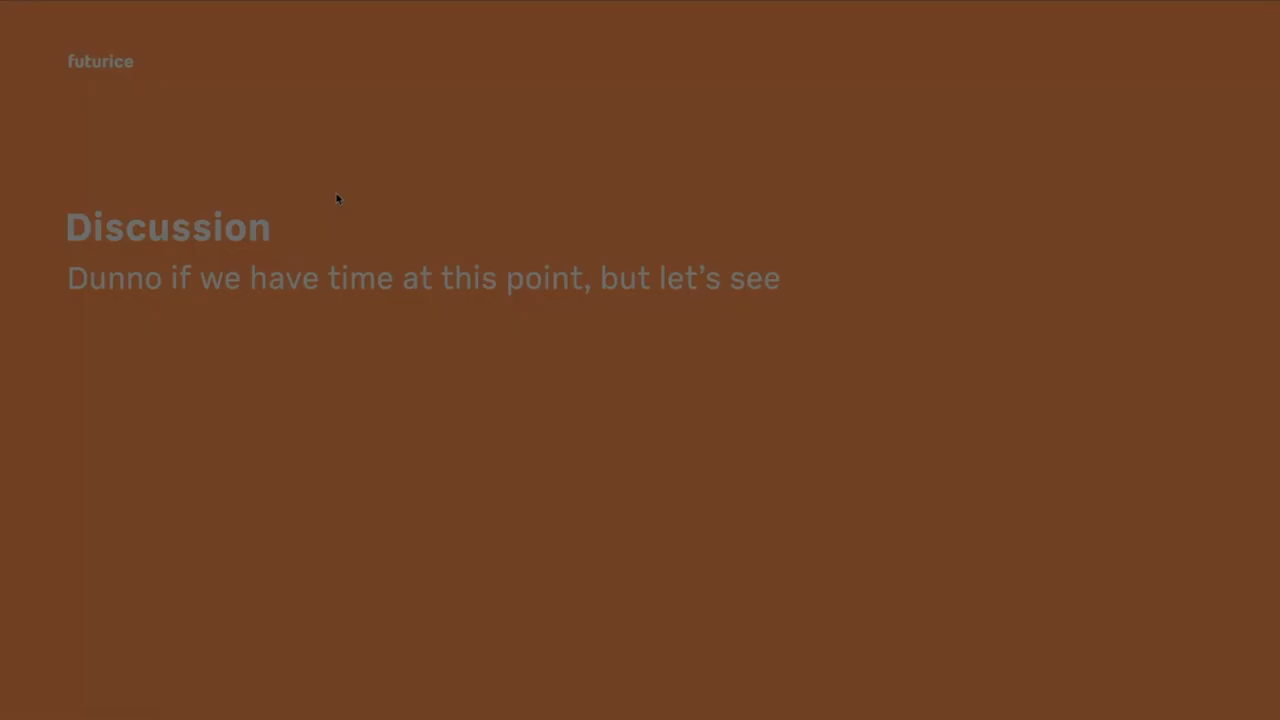 futurice
Discussion
Dunno if we have time at this point, but let’s see